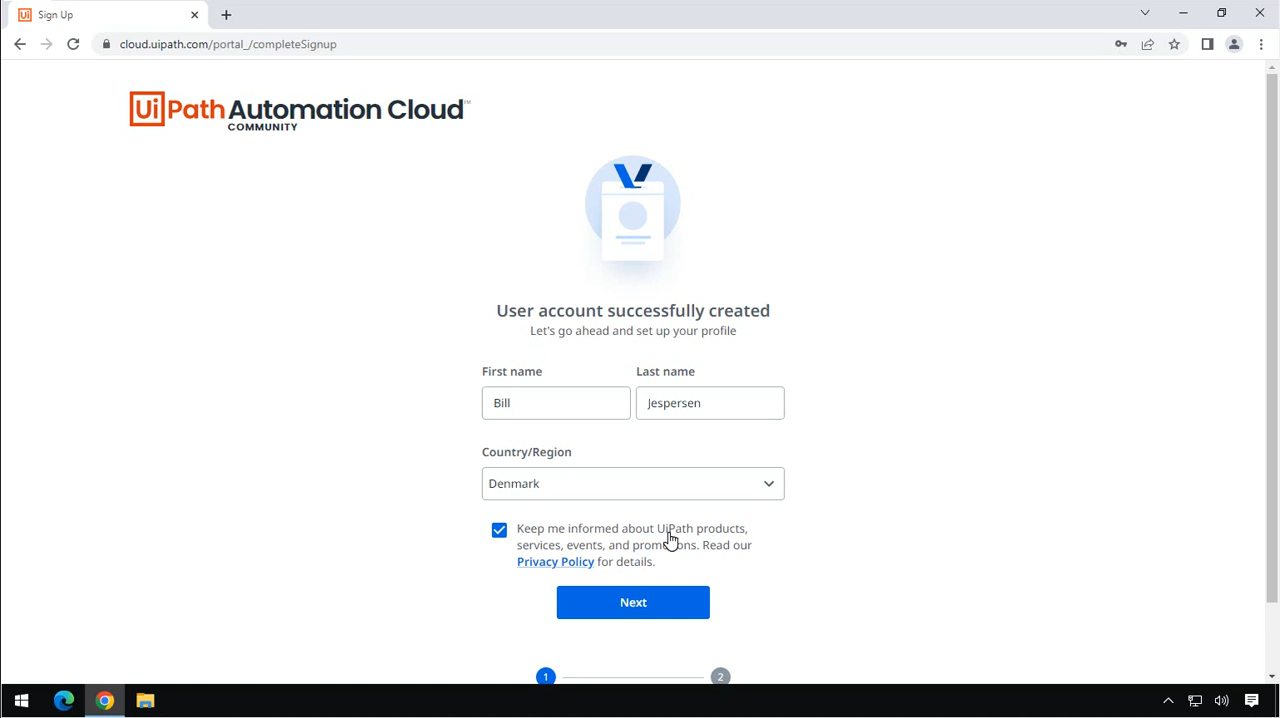 Ui Sign Up
cloud.uipath.com/portal_/completeSignup
UiPath Automation Cloud™
COMMUNITY
User account successfully created
Let's go ahead and set up your profile
First name
Last name
Bill
Jespersen
Country/Region
Denmark
Keep me informed about UiPath products,
services, events, and promotions. Read our
Privacy Policy for details.
Next
1
2